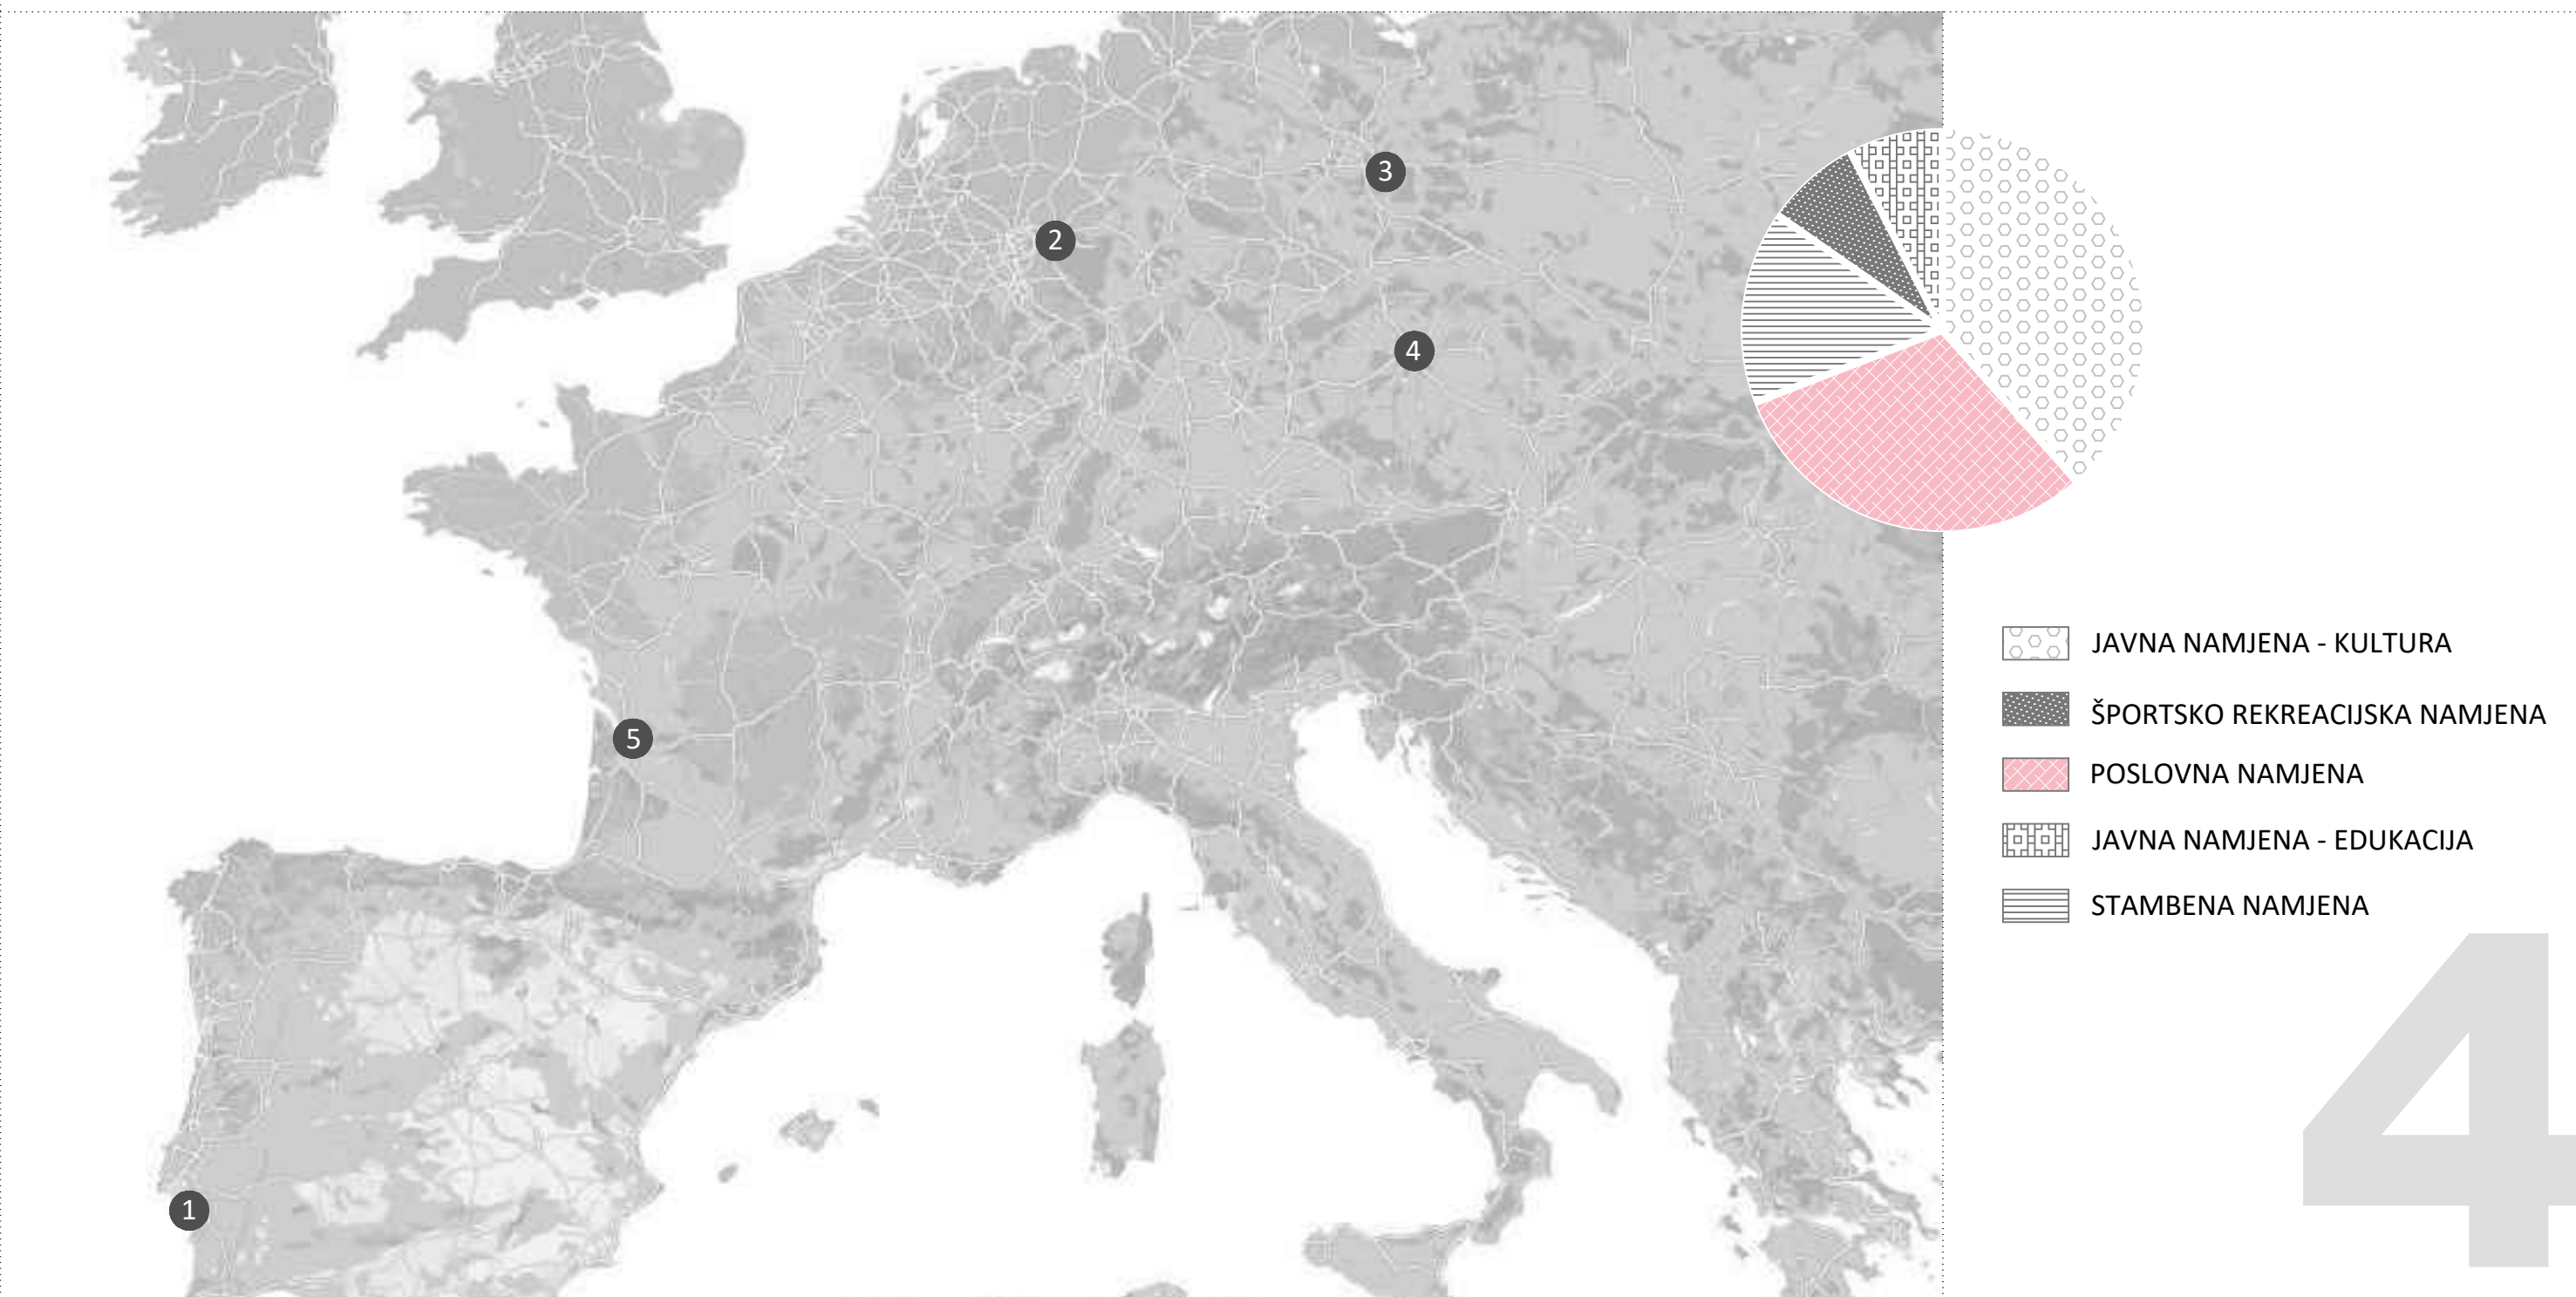 3
2
4
5
1
JAVNA NAMJENA - KULTURA
ŠPORTSKO REKREACIJSKA NAMJENA
POSLOVNA NAMJENA
JAVNA NAMJENA - EDUKACIJA
STAMBENA NAMJENA
4